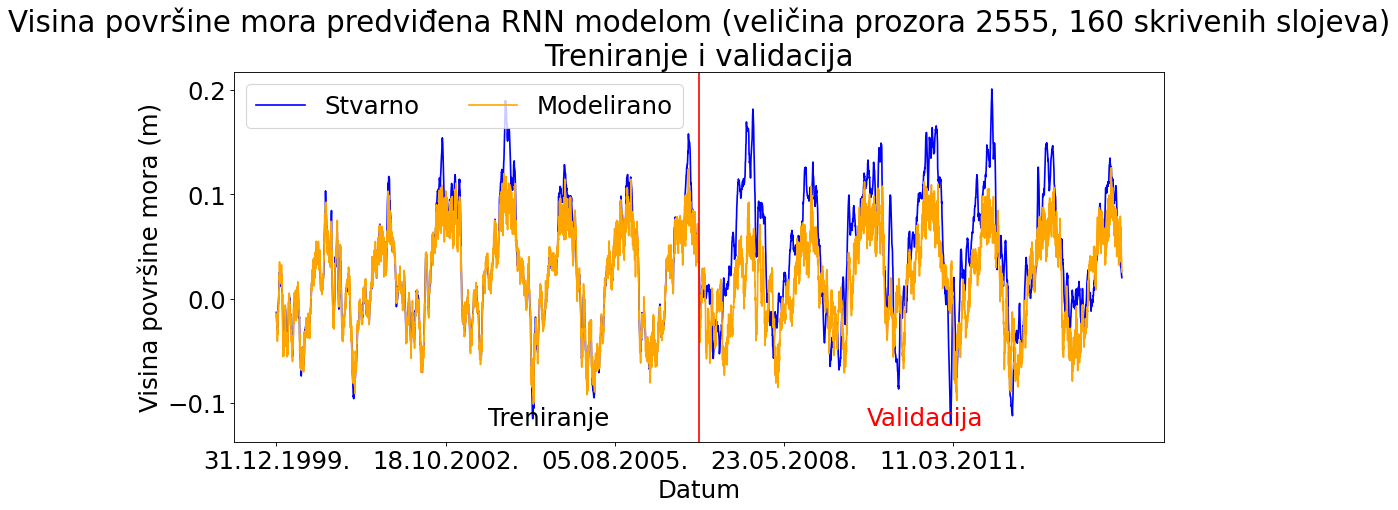 Visina površine mora predviđena RNN modelom (veličina prozora 2555, 160 skrivenih slojeva)
Treniranje i validacija
Stvarno Modelirano
Visina površine mora (m)
0.2
0.1
0.0
−0.1
Treniranje Validacija
31.12.1999. 18.10.2002. 05.08.2005. 23.05.2008. 11.03.2011.
Datum